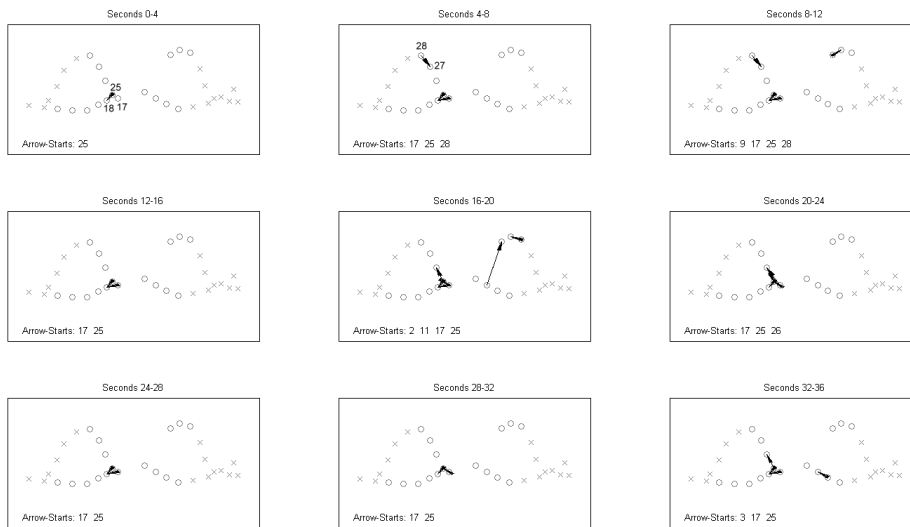 Seconds 0-4
25
18 17
Arrow-Starts: 25
Seconds 4-8
28
27
Arrow-Starts: 17 25 28
Seconds 8-12
Arrow-Starts: 9 17 25 28
Seconds 12-16
Arrow-Starts: 17 25
Seconds 16-20
Arrow-Starts: 2 11 17 25
Seconds 20-24
Arrow-Starts: 17 25 26
Seconds 24-28
Arrow-Starts: 17 25
Seconds 28-32
Arrow-Starts: 17 25
Seconds 32-36
Arrow-Starts: 3 17 25